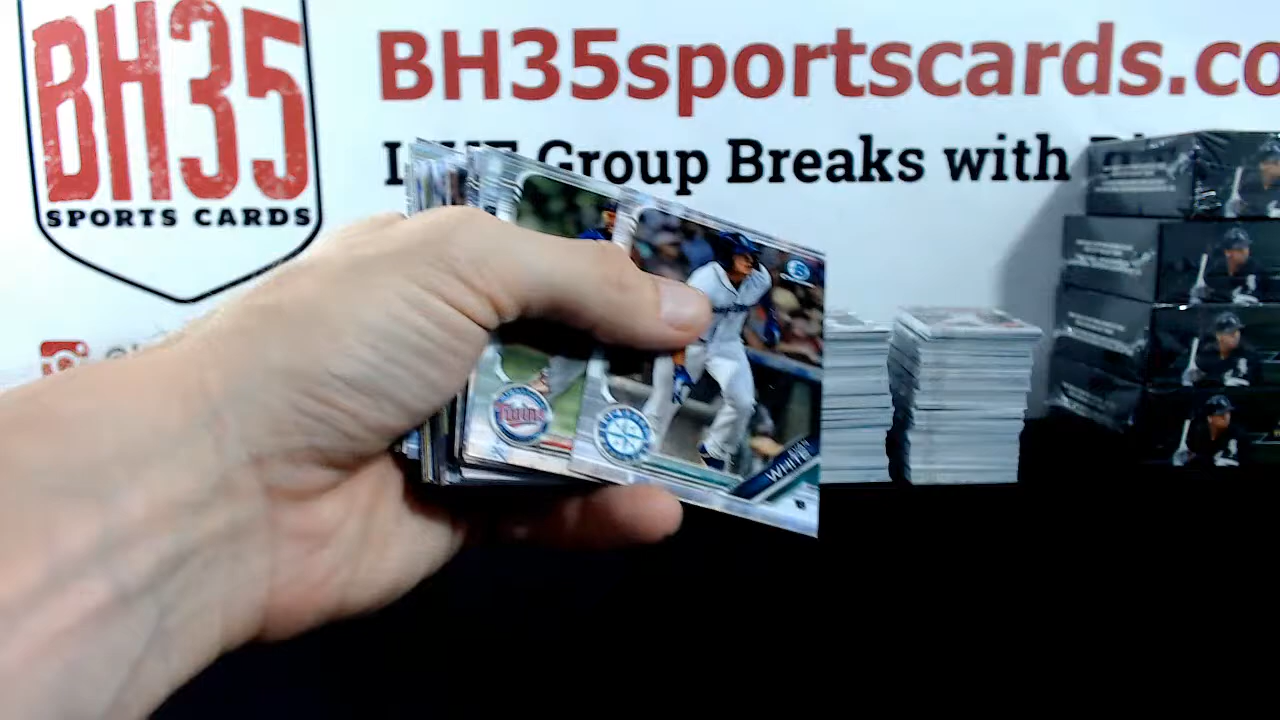 BH35
SPORTS CARDS
BH35sportscards.co
Group Breaks with
Twins
WHITE